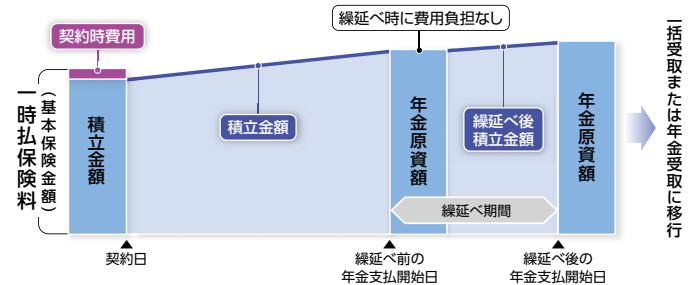 契約時費用
繰延べ時に費用負担なし
一時払保険料
（基本保険金額）
積立金額
積立金額
年金原資額
繰延べ後
積立金額
年金原資額
一括受取または年金受取に移行
繰延べ期間
契約日
繰延べ前の
年金支払開始日
繰延べ後の
年金支払開始日